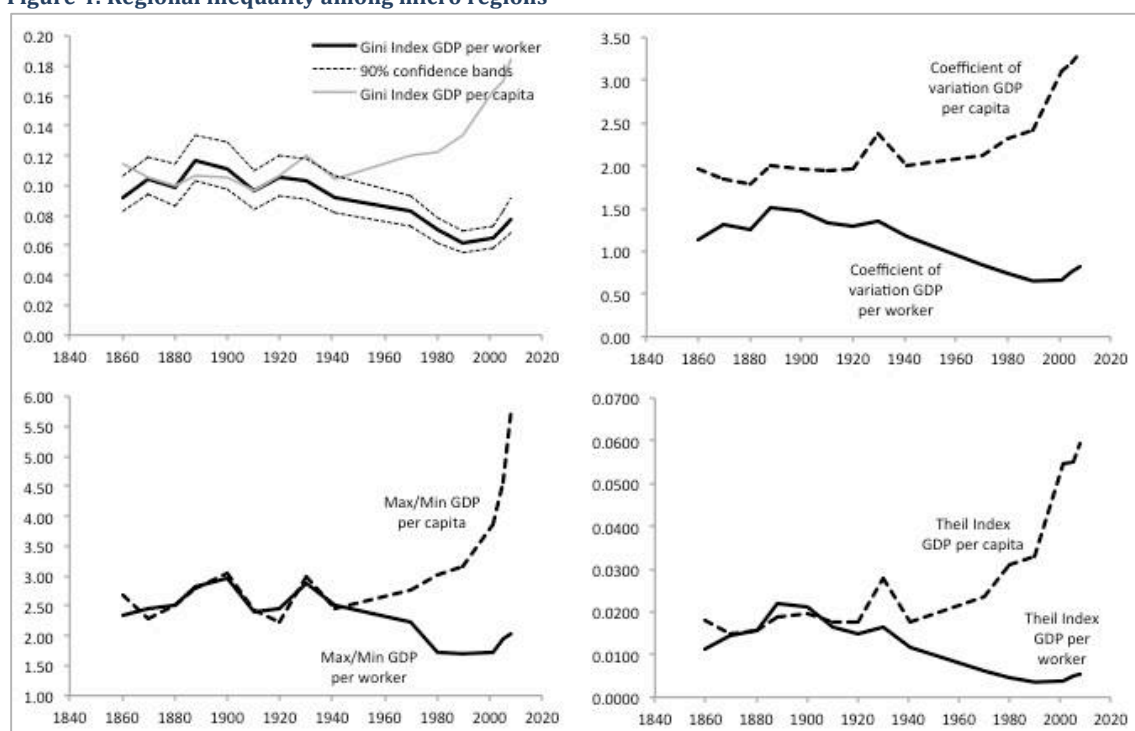 Figure 1. Regional inequality among micro regions
0.20
0.18
0.16
0.14
0.12
0.10
0.08
0.06
0.04
0.02
0.00
1840 1860 1880 1900 1920 1940 1960 1980 2000 2020
Gini Index GDP per worker
90% confidence bands
Gini Index GDP per capita
3.50
3.00
2.50
2.00
1.50
1.00
0.50
0.00
1840 1860 1880 1900 1920 1940 1960 1980 2000 2020
Coefficient of
variation GDP
per capita
Coefficient of
variation GDP
per worker
6.00
5.50
5.00
4.50
4.00
3.50
3.00
2.50
2.00
1.50
1.00
1840 1860 1880 1900 1920 1940 1960 1980 2000 2020
Max/Min GDP
per capita
Max/Min GDP
per worker
0.0700
0.0600
0.0500
0.0400
0.0300
0.0200
0.0100
0.0000
1840 1860 1880 1900 1920 1940 1960 1980 2000 2020
Theil Index
GDP per capita
Theil Index
GDP per
worker